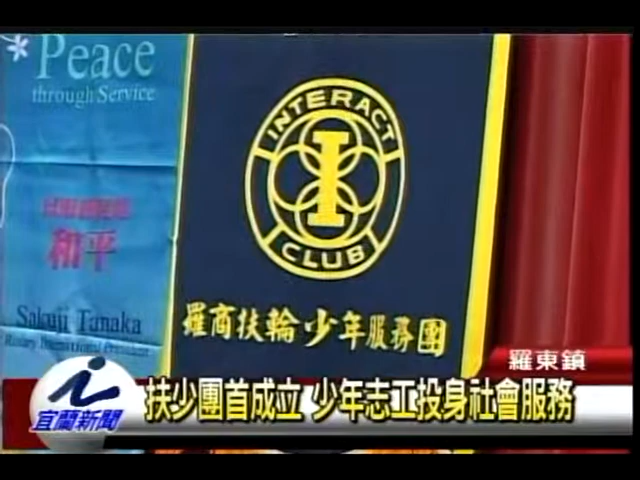 Peace
through Service
和平
Sakuji Tanaka
Rotary International President
INTERACT
I
CLUB
羅商扶輪少年服務團
羅東鎮
i
宜蘭新聞
扶少團首成立 少年志工投身社會服務